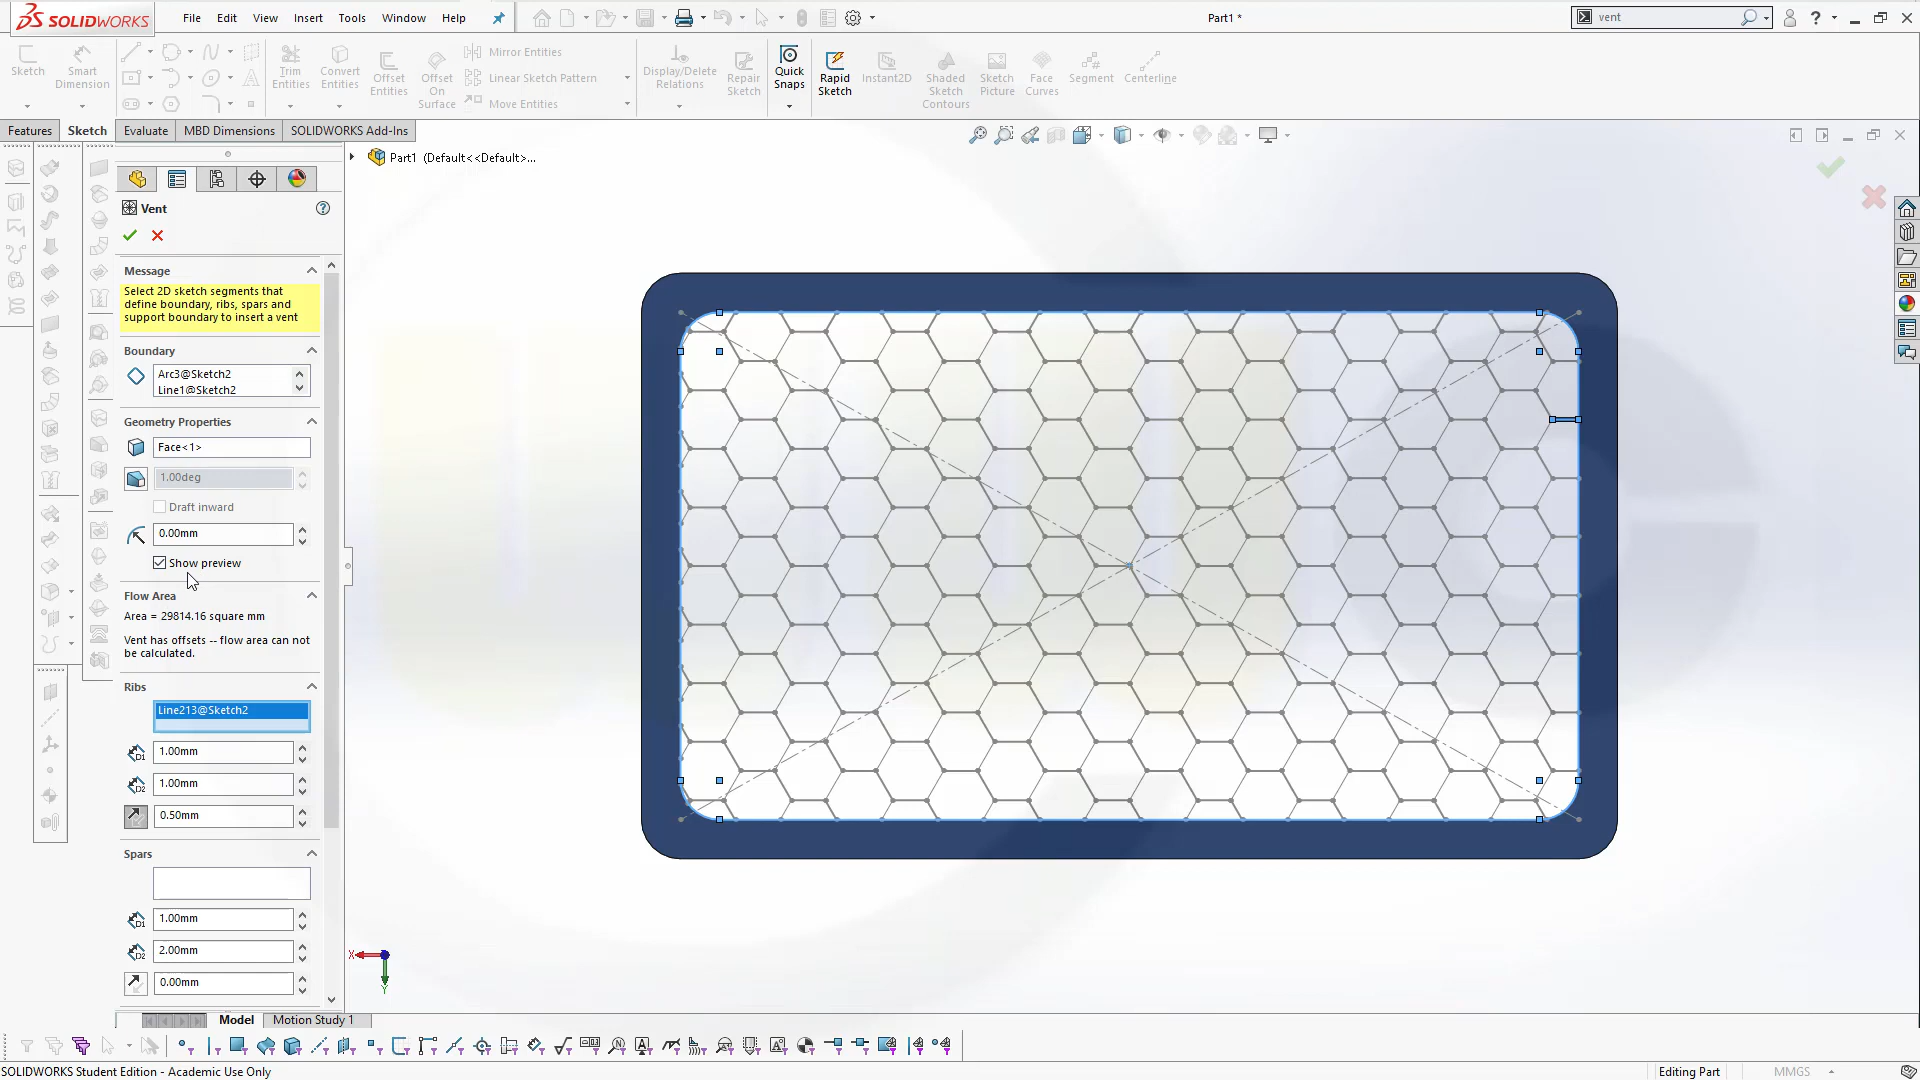 SOLIDWORKS
File Edit View Insert Tools Window Help
Part1 *
vent
Sketch
Smart Dimension
Trim Entities
Convert Entities
Offset Entities
Offset On Surface
Mirror Entities
Linear Sketch Pattern
Move Entities
Display/Delete Relations
Repair Sketch
Quick Snaps
Rapid Sketch
Instant2D
Shaded Sketch Contours
Sketch Picture
Face Curves
Segment
Centerline
Features Sketch Evaluate MBD Dimensions SOLIDWORKS Add-Ins
Part1 (Default<<Default>...
Vent
Message
Select 2D sketch segments that
define boundary, ribs, spars and
support boundary to insert a vent
Boundary
Arc3@Sketch2
Line1@Sketch2
Geometry Properties
Face<1>
1.00deg
Draft inward
0.00mm
Show preview
Flow Area
Area = 29814.16 square mm
Vent has offsets -- flow area can not
be calculated.
Ribs
Line213@Sketch2
D1 1.00mm
D2 1.00mm
0.50mm
Spars
D1 1.00mm
D2 2.00mm
0.00mm
X
Y
Model Motion Study 1
SOLIDWORKS Student Edition - Academic Use Only
Editing Part
MMGS